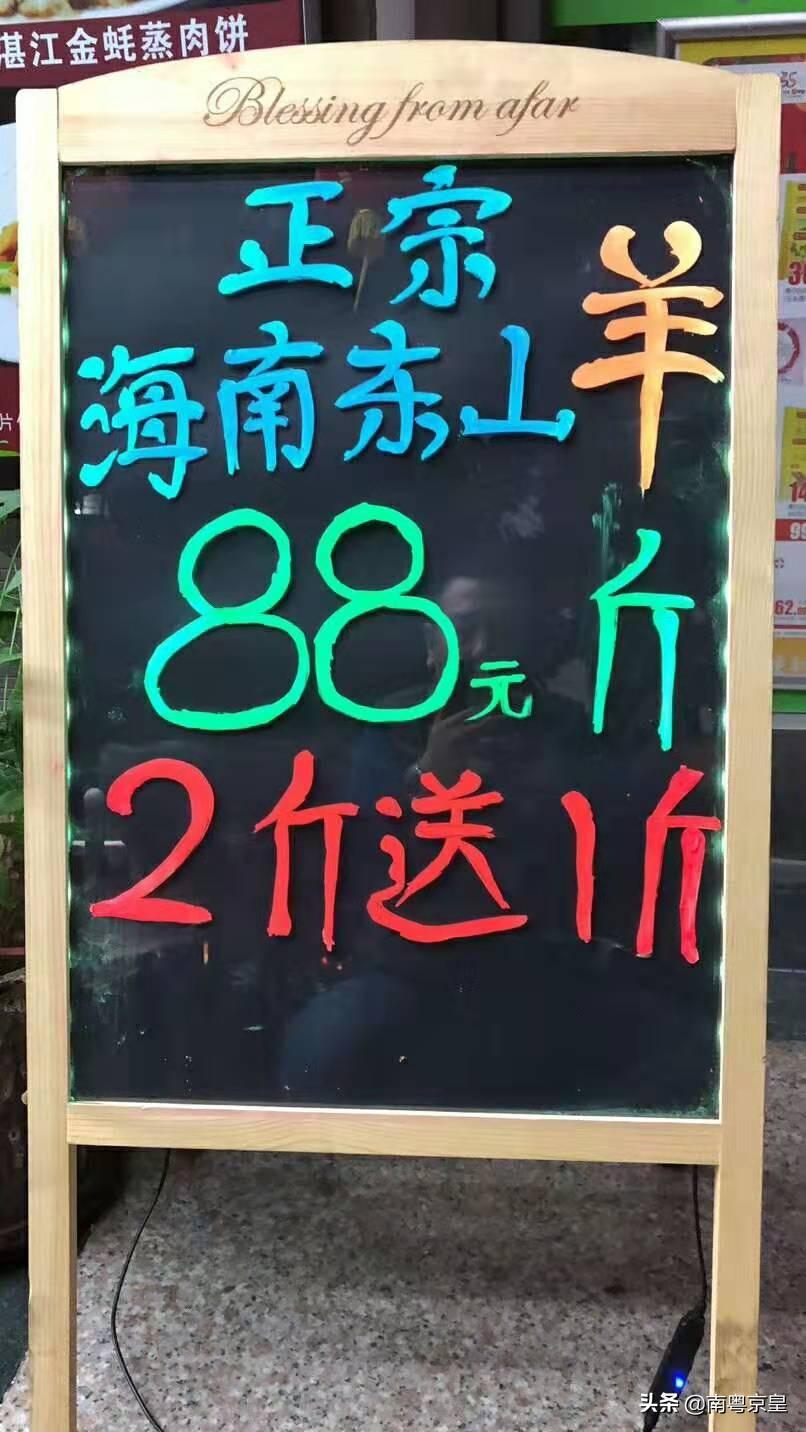 湛江金蚝蒸肉饼
Blessing from afar
正宗
海南东山羊
88元 斤
2斤送1斤
头条 @南粤京皇